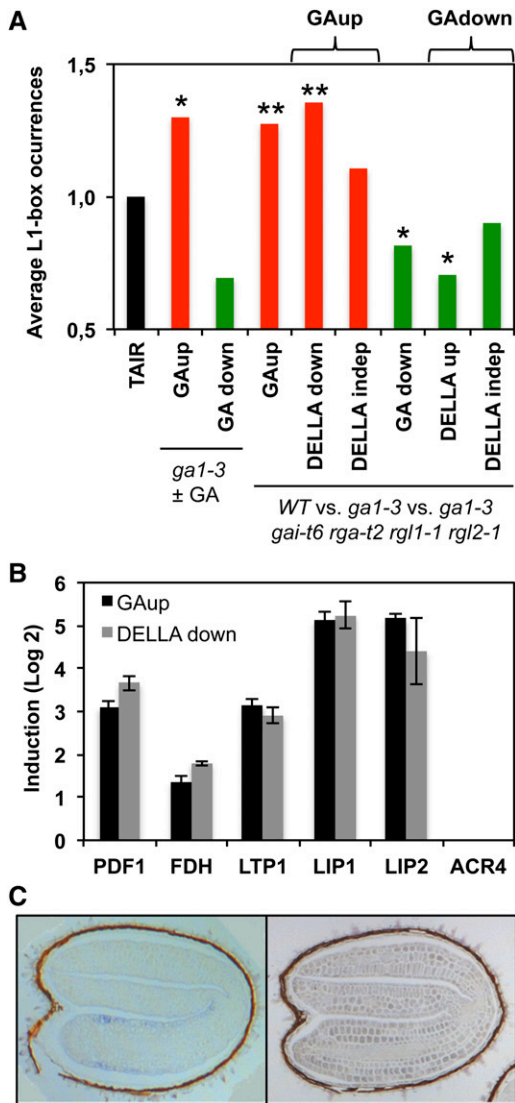 A
GAup
GAdown
Average L1-box ocurrences
1,5
1,0
0,5
*
**
**
*
*
TAIR
GAup
GA down
GAup
DELLA down
DELLA indep
GA down
DELLA up
DELLA indep
ga1-3
± GA
WT vs. ga1-3 vs. ga1-3
gai-t6 rga-t2 rgl1-1 rgl2-1
B
Induction (Log 2)
6
5
4
3
2
1
0
GAup
DELLA down
PDF1
FDH
LTP1
LIP1
LIP2
ACR4
C